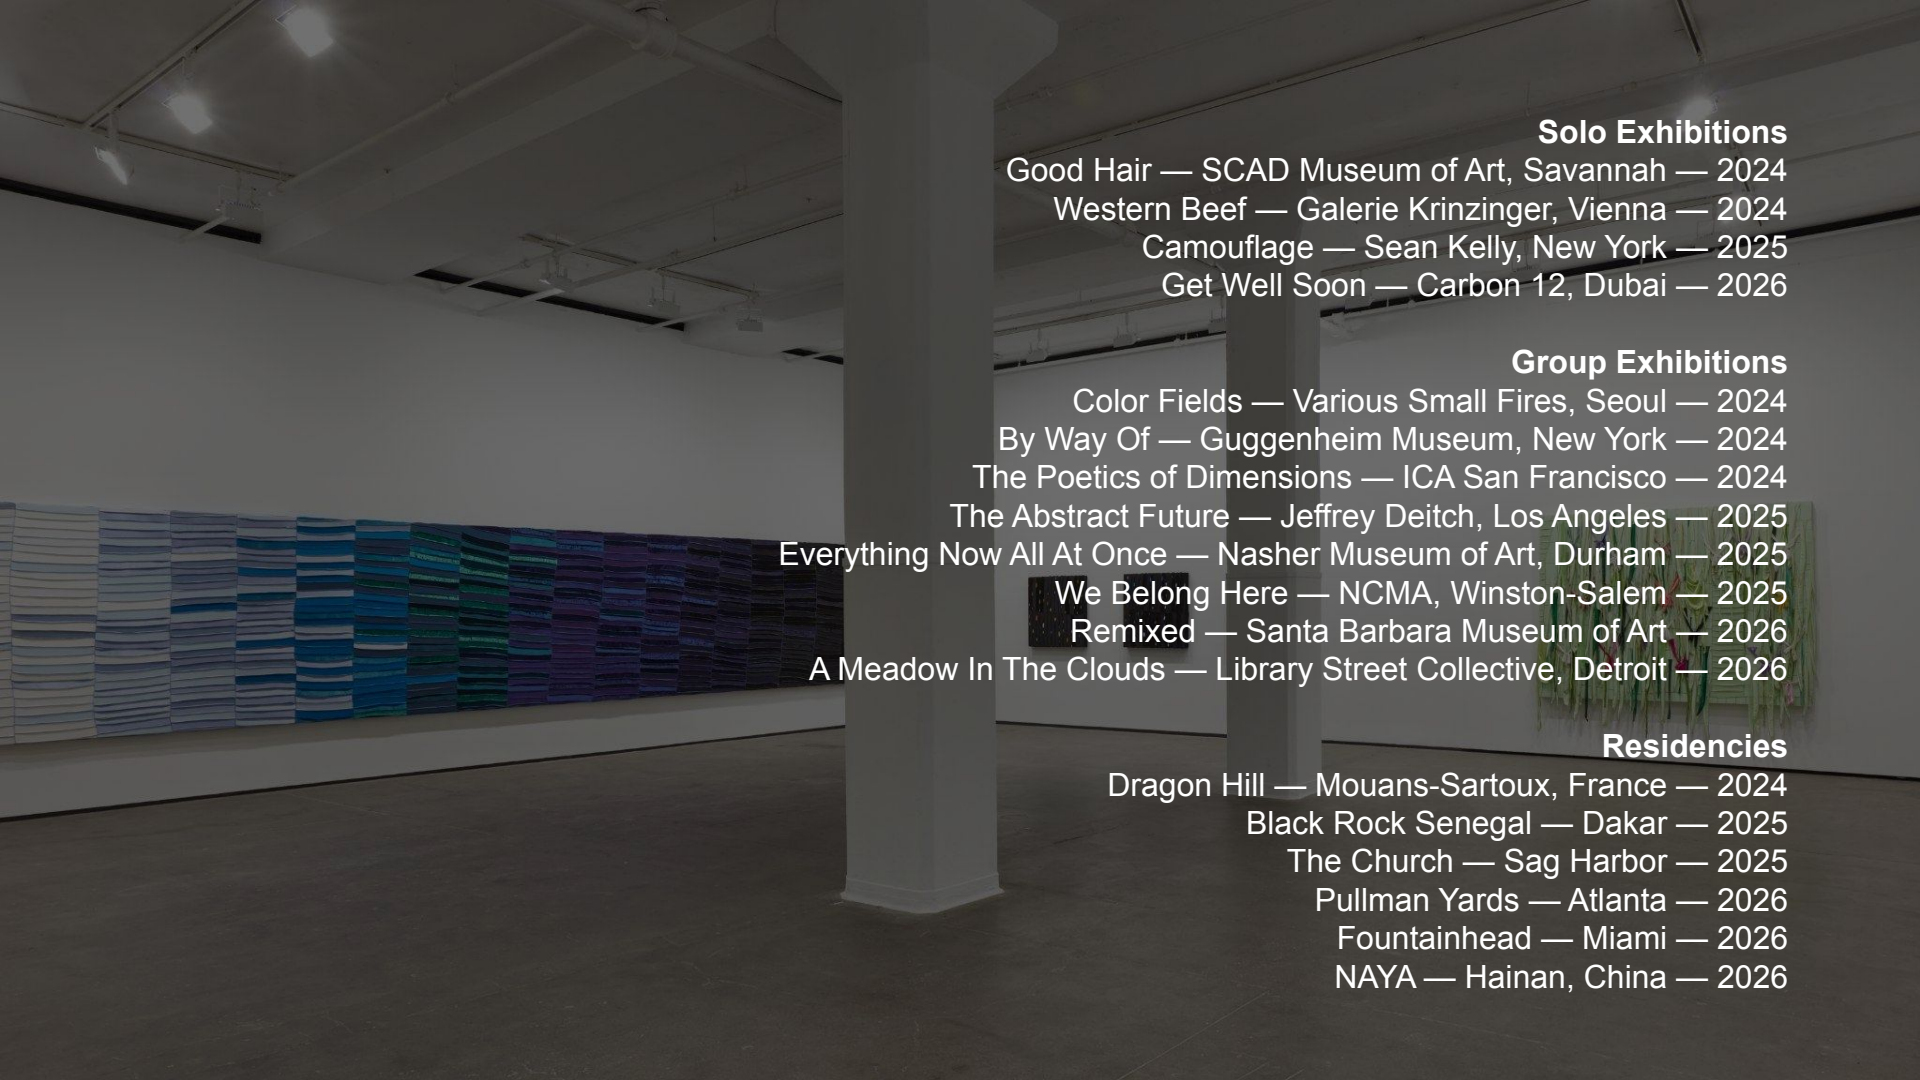 Solo Exhibitions
Good Hair — SCAD Museum of Art, Savannah — 2024
Western Beef — Galerie Krinzinger, Vienna — 2024
Camouflage — Sean Kelly, New York — 2025
Get Well Soon — Carbon 12, Dubai — 2026
Group Exhibitions
Color Fields — Various Small Fires, Seoul — 2024
By Way Of — Guggenheim Museum, New York — 2024
The Poetics of Dimensions — ICA San Francisco — 2024
The Abstract Future — Jeffrey Deitch, Los Angeles — 2025
Everything Now All At Once — Nasher Museum of Art, Durham — 2025
We Belong Here — NCMA, Winston-Salem — 2025
Remixed — Santa Barbara Museum of Art — 2026
A Meadow In The Clouds — Library Street Collective, Detroit — 2026
Residencies
Dragon Hill — Mouans-Sartoux, France — 2024
Black Rock Senegal — Dakar — 2025
The Church — Sag Harbor — 2025
Pullman Yards — Atlanta — 2026
Fountainhead — Miami — 2026
NAYA — Hainan, China — 2026